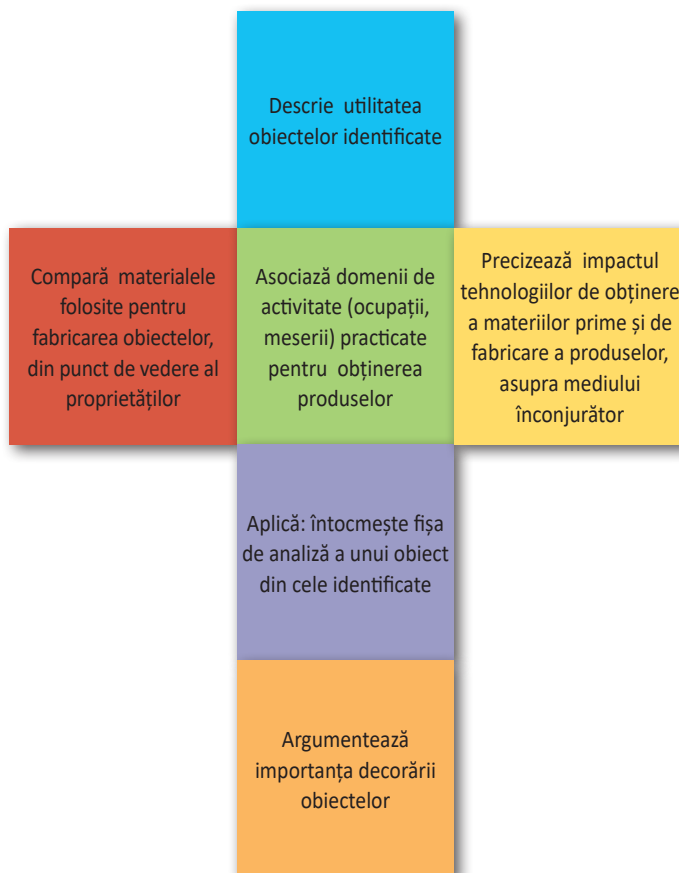 Descrie utilitatea
obiectelor identificate
Compară materialele
folosite pentru
fabricarea obiectelor,
din punct de vedere al
proprietăților
Asociază domenii de
activitate (ocupații,
meserii) practicate
pentru obținerea
produselor
Precizează impactul
tehnologiilor de obținere
a materiilor prime și de
fabricare a produselor,
asupra mediului
înconjurător
Aplică: întocmește fișa
de analiză a unui obiect
din cele identificate
Argumentează
importanța decorării
obiectelor